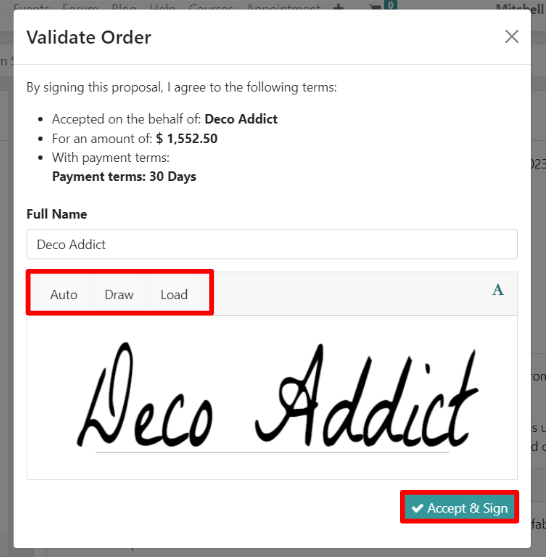 Events Forum Blog Help Courses Appointment 0 Mitchell
Validate Order
By signing this proposal, I agree to the following terms:
Accepted on the behalf of: Deco Addict
For an amount of: $ 1,552.50
With payment terms:
Payment terms: 30 Days
Full Name
Deco Addict
Auto Draw Load A
Deco Addict
Accept & Sign